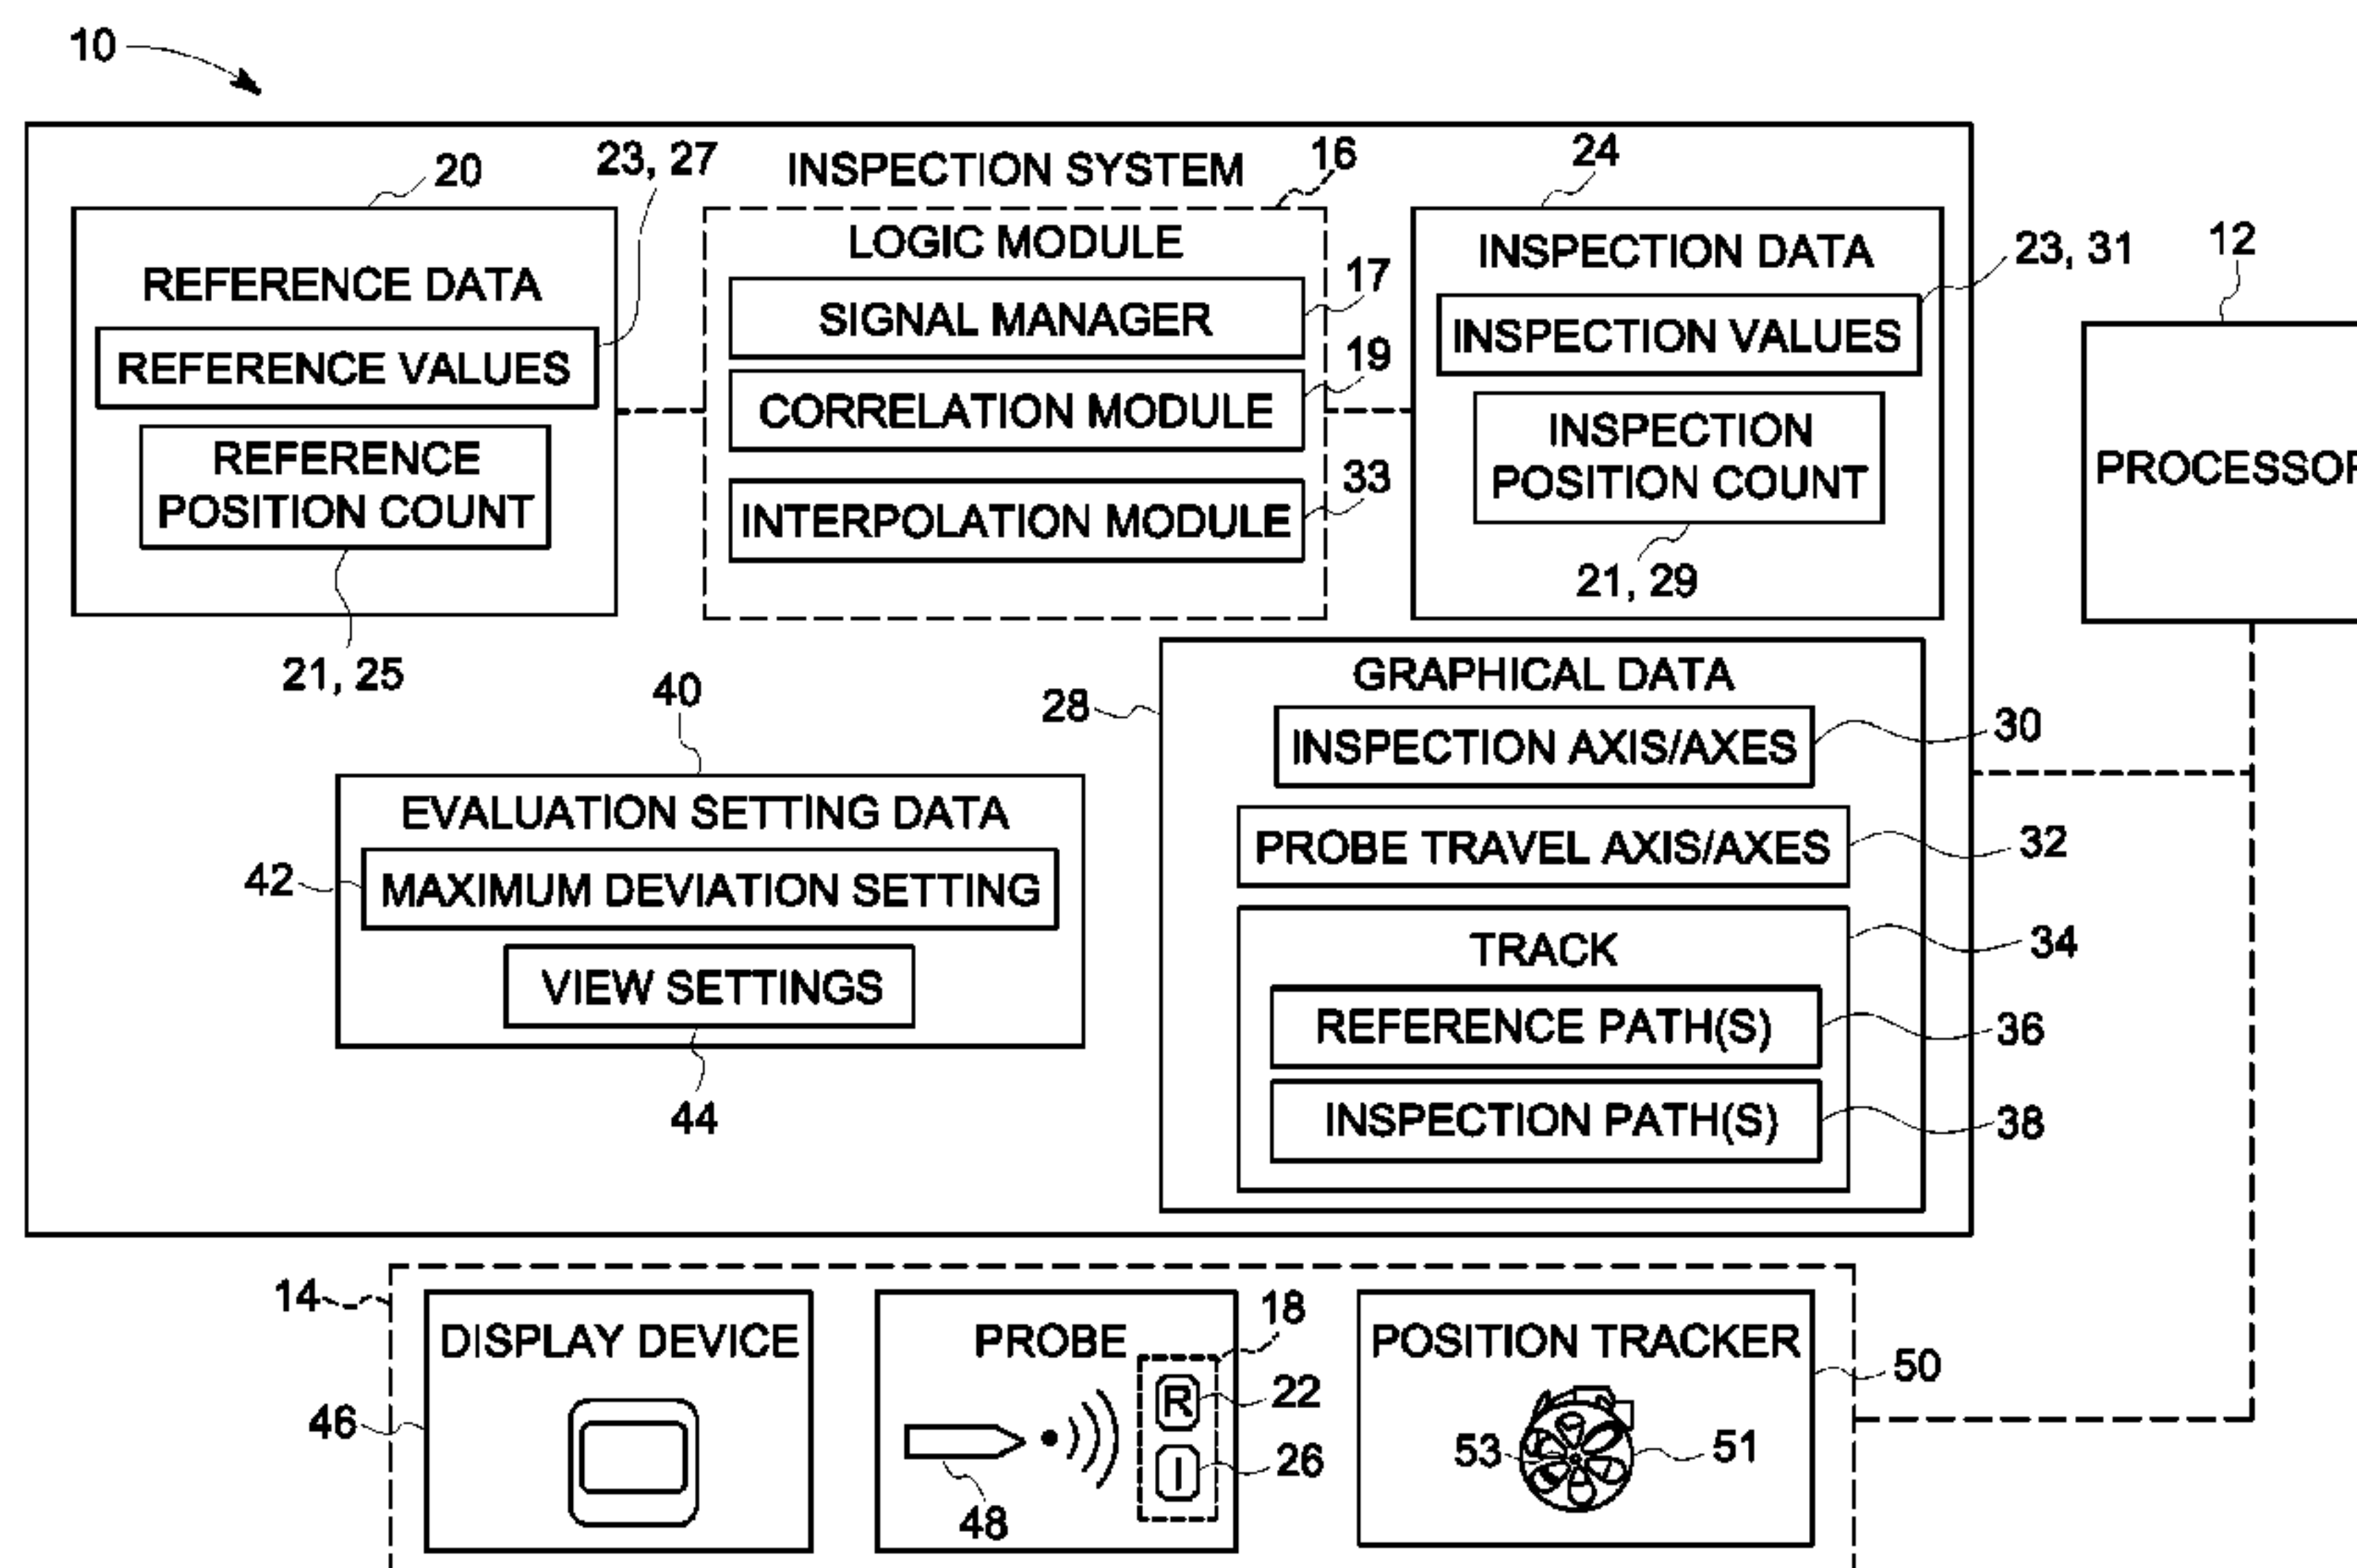 10
INSPECTION SYSTEM
20
23, 27
16
24
REFERENCE DATA
REFERENCE VALUES
REFERENCE
POSITION COUNT
21, 25
LOGIC MODULE
SIGNAL MANAGER
17
CORRELATION MODULE
19
INTERPOLATION MODULE
33
INSPECTION DATA
INSPECTION VALUES
23, 31
INSPECTION
POSITION COUNT
21, 29
12
PROCESSOR
40
EVALUATION SETTING DATA
42
MAXIMUM DEVIATION SETTING
VIEW SETTINGS
44
28
GRAPHICAL DATA
INSPECTION AXIS/AXES
30
PROBE TRAVEL AXIS/AXES
32
TRACK
34
REFERENCE PATH(S)
36
INSPECTION PATH(S)
38
14
DISPLAY DEVICE
46
PROBE
18
R
22
I
26
48
POSITION TRACKER
50
53
51